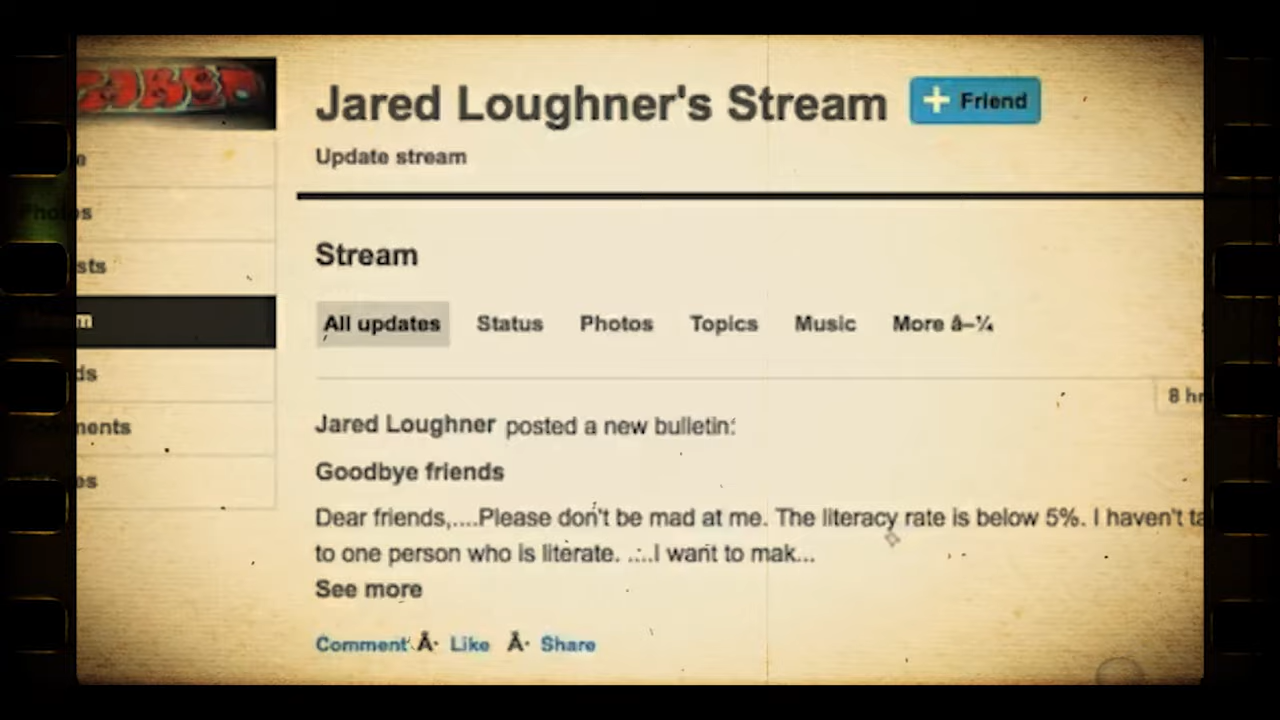 Jared Loughner's Stream
+ Friend
Update stream
Photos
Stream
All updates Status Photos Topics Music More â–¼
8 hr
Jared Loughner posted a new bulletin:
Goodbye friends
Dear friends,....Please don't be mad at me. The literacy rate is below 5%. I haven't ta
to one person who is literate. .:..I want to mak...
See more
Comment Â· Like Â· Share